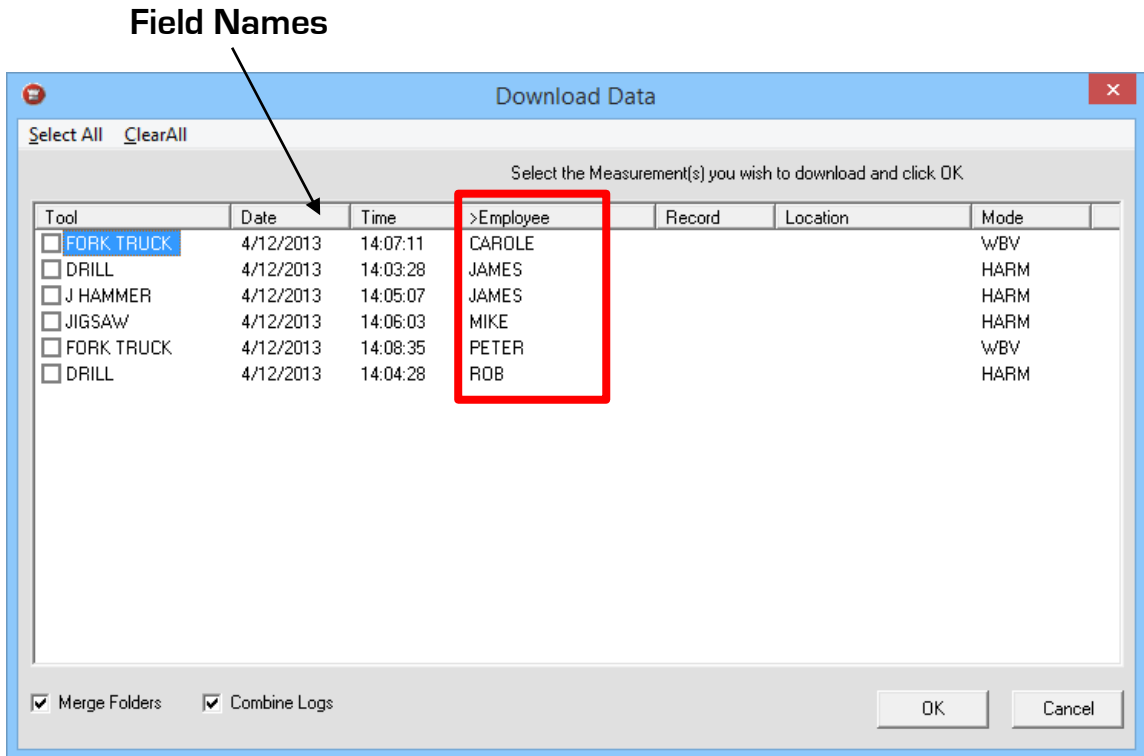 Field Names
Download Data
Select All ClearAll
Select the Measurement(s) you wish to download and click OK
Tool Date Time >Employee Record Location Mode
FORK TRUCK 4/12/2013 14:07:11 CAROLE WBV
DRILL 4/12/2013 14:03:28 JAMES HARM
J HAMMER 4/12/2013 14:05:07 JAMES HARM
JIGSAW 4/12/2013 14:06:03 MIKE HARM
FORK TRUCK 4/12/2013 14:08:35 PETER WBV
DRILL 4/12/2013 14:04:28 ROB HARM
Merge Folders Combine Logs OK Cancel